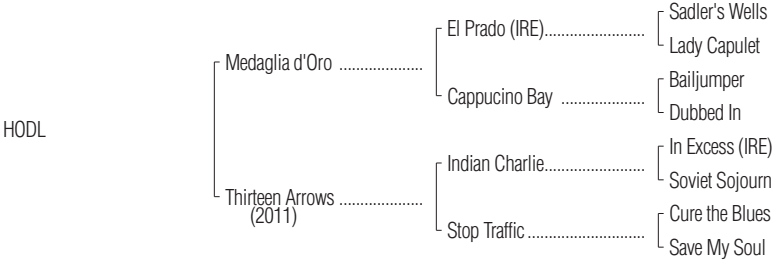 Sadler's Wells
El Prado (IRE)........................
Lady Capulet
Medaglia d'Oro ....................
Bailjumper
Cappucino Bay ....................
Dubbed In
HODL
In Excess (IRE)
Indian Charlie........................
Soviet Sojourn
Thirteen Arrows ....................
(2011)
Cure the Blues
Stop Traffic............................
Save My Soul